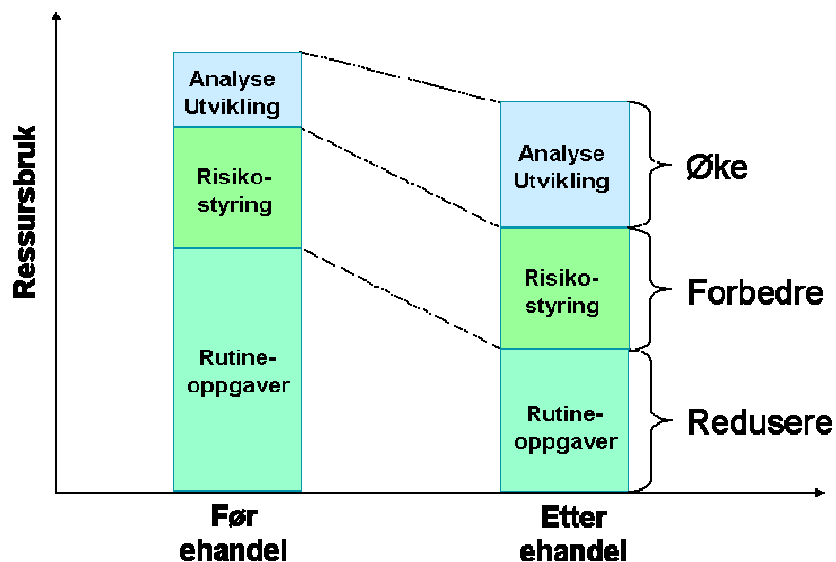 Ressursbruk
Analyse
Utvikling
Risiko-
styring
Rutine-
oppgaver
Før
ehandel
Analyse
Utvikling
Risiko-
styring
Rutine-
oppgaver
Etter
ehandel
Øke
Forbedre
Redusere